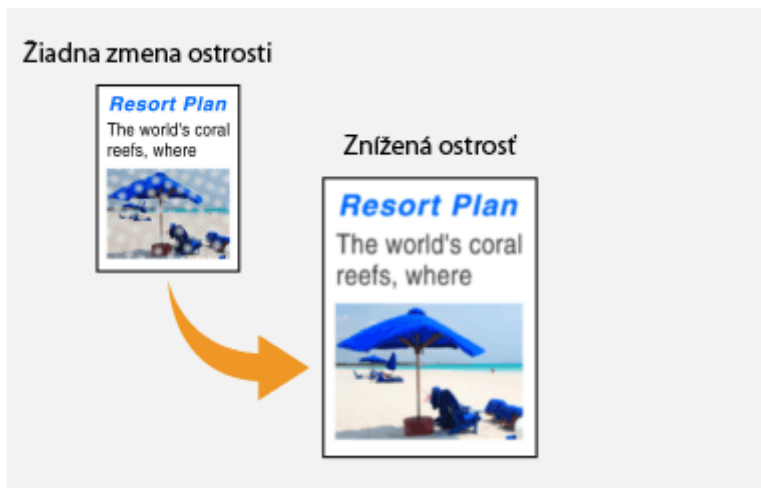 Žiadna zmena ostrosti
Resort Plan
The world's coral
reefs, where
Znížená ostrosť
Resort Plan
The world's coral
reefs, where